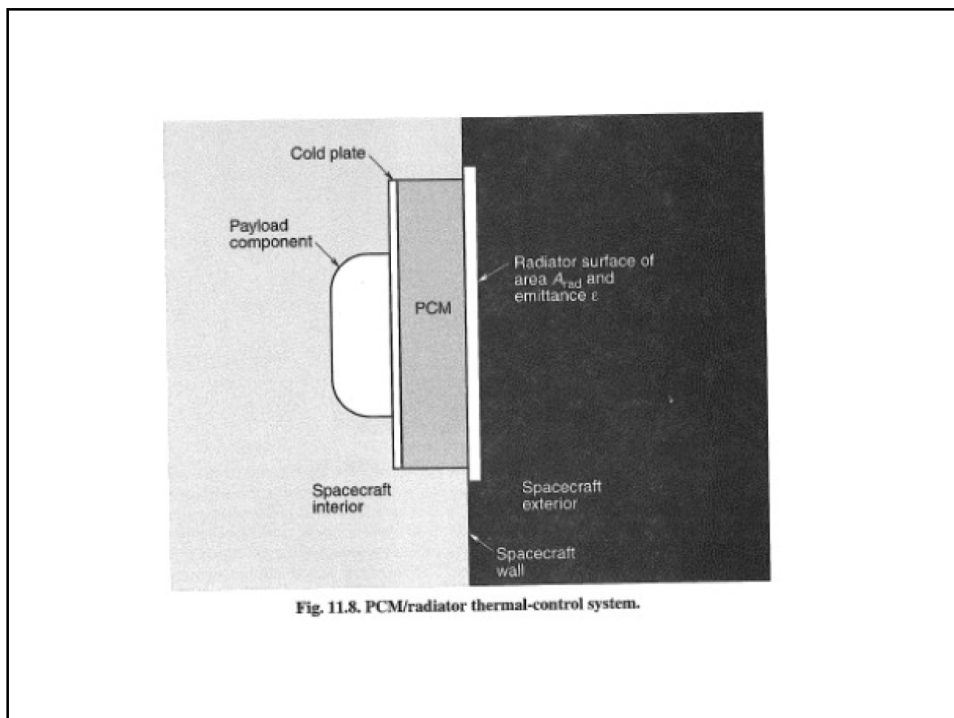 Cold plate
Payload
component
PCM
Radiator surface of
area Arad and
emittance ε
Spacecraft
interior
Spacecraft
exterior
Spacecraft
wall
Fig. 11.8. PCM/radiator thermal-control system.